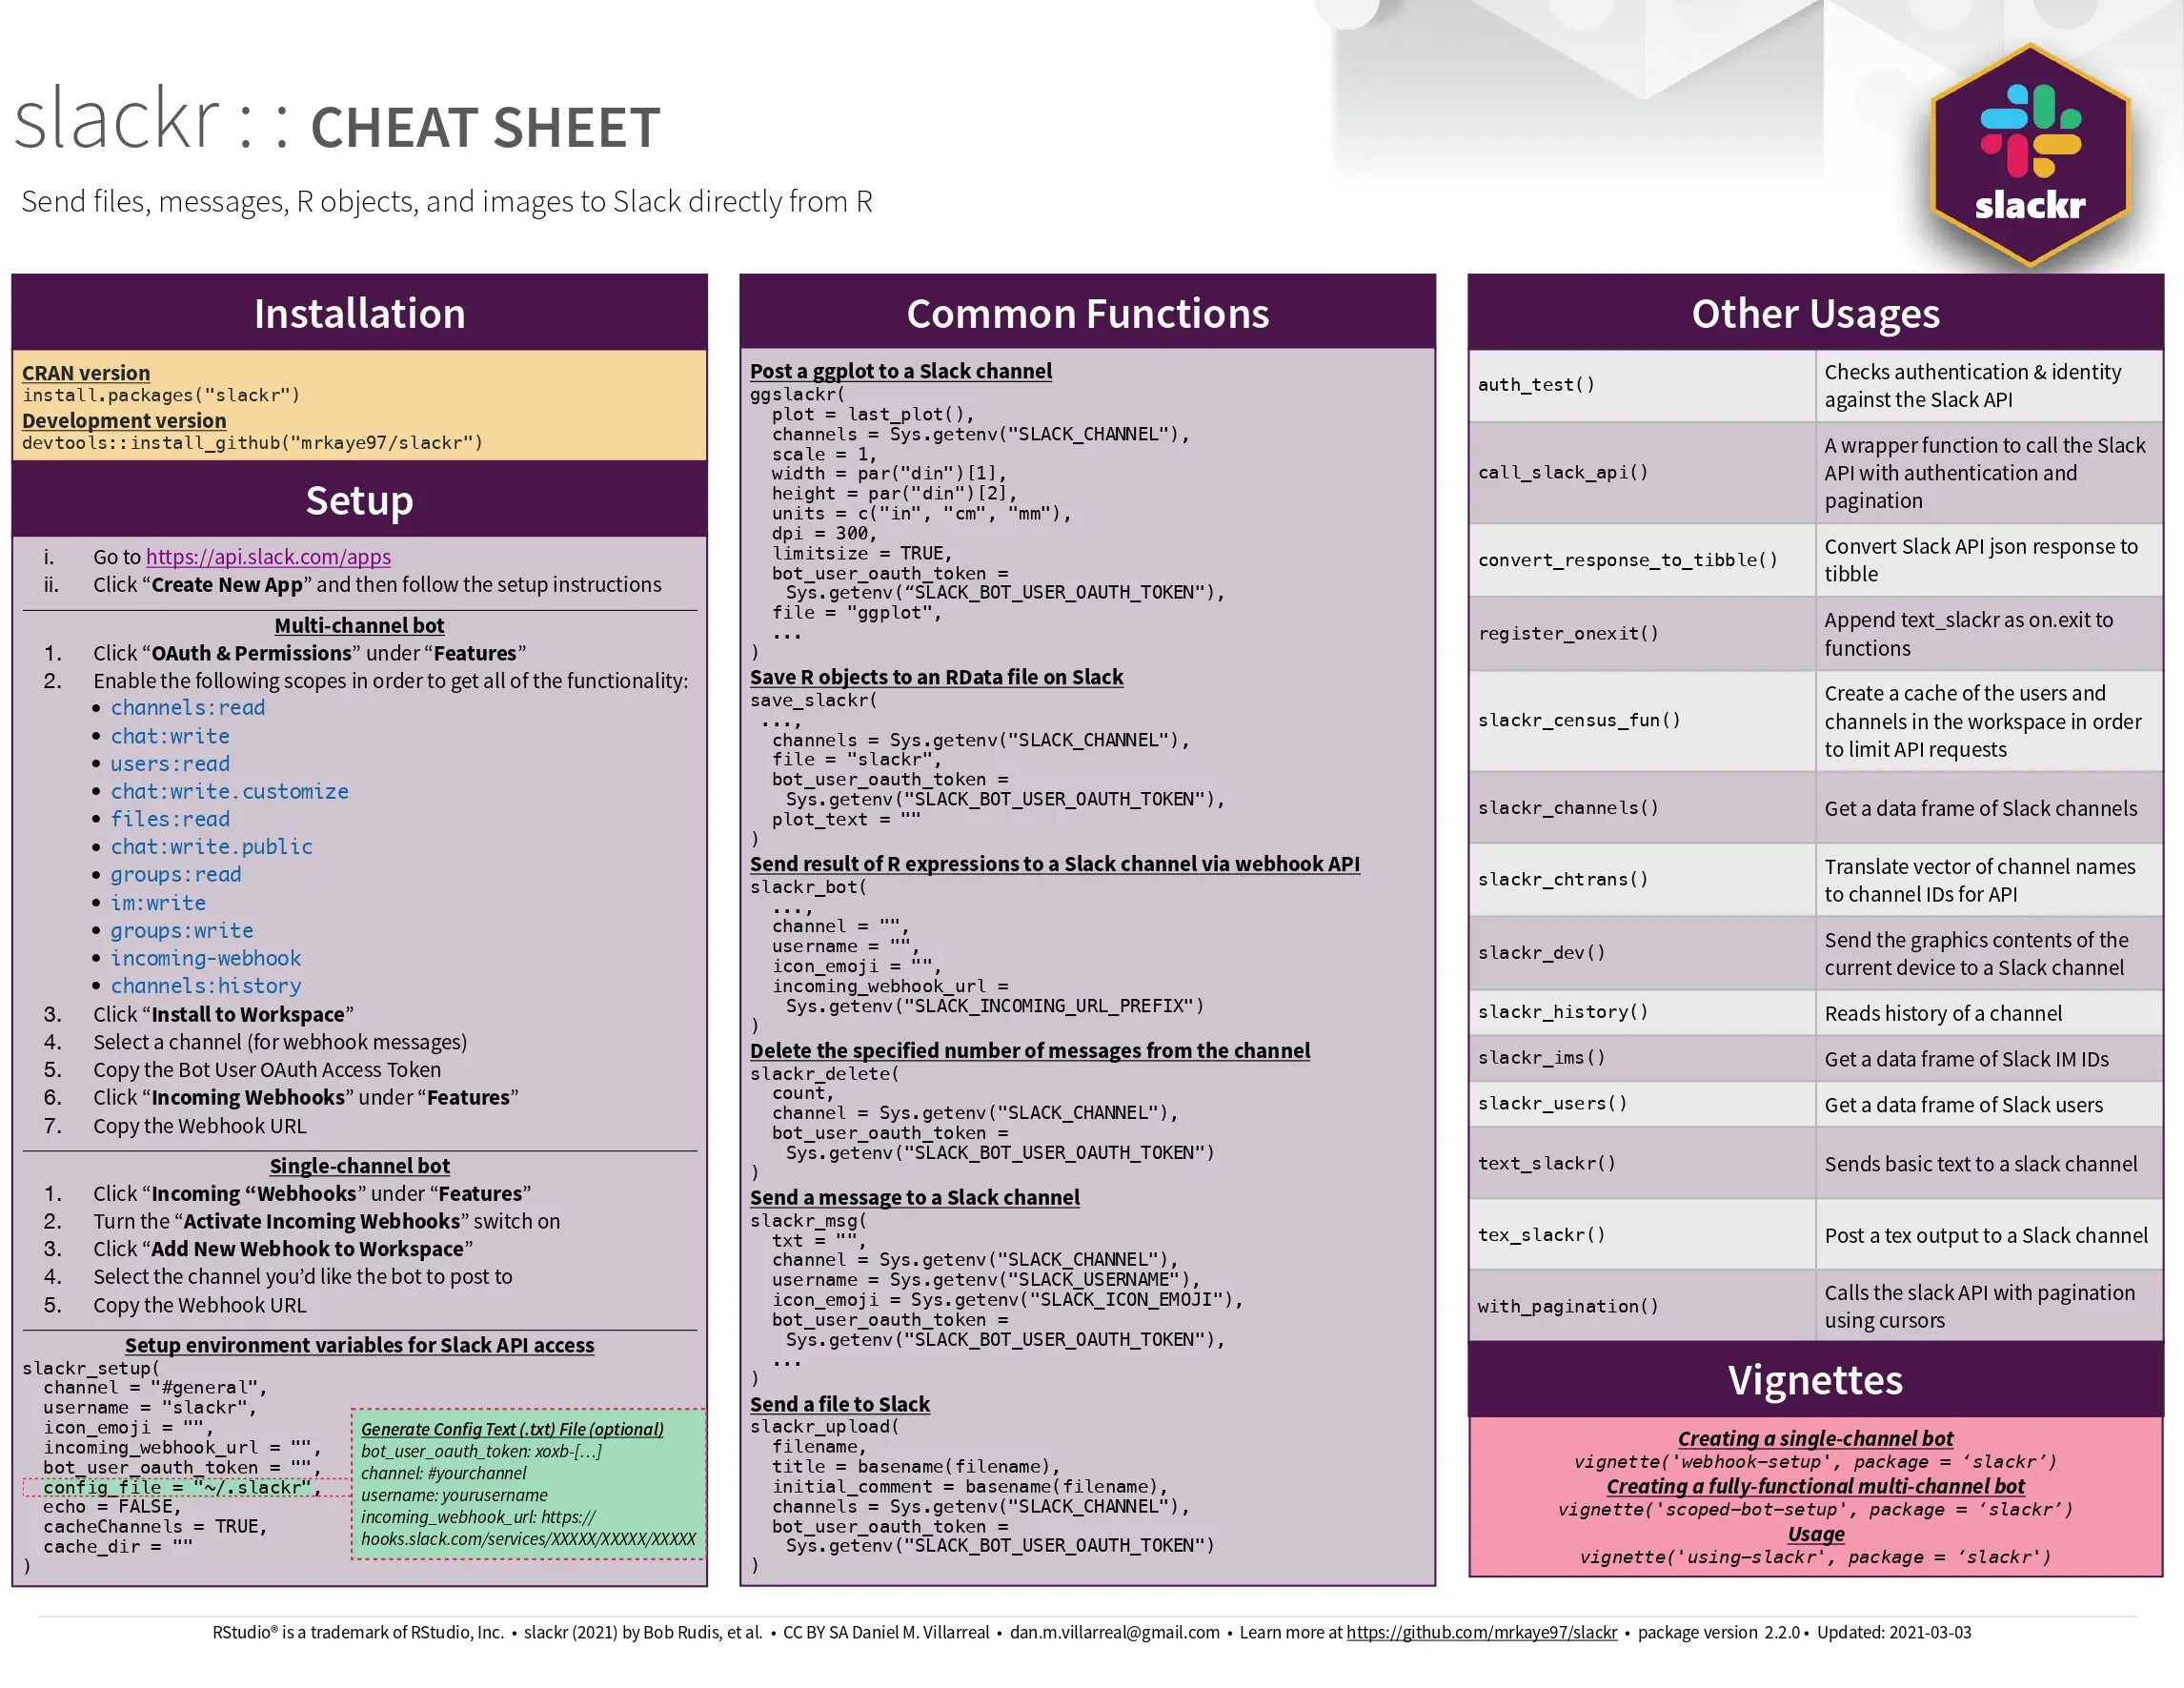 slackr : : CHEAT SHEET
Send files, messages, R objects, and images to Slack directly from R
slackr
Installation
CRAN version
install.packages("slackr")
Development version
devtools::install_github("mrkaye97/slackr")
Setup
i. Go to https://api.slack.com/apps
ii. Click “Create New App” and then follow the setup instructions
Multi-channel bot
1. Click “OAuth & Permissions” under “Features”
2. Enable the following scopes in order to get all of the functionality:
• channels:read
• chat:write
• users:read
• chat:write.customize
• files:read
• chat:write.public
• groups:read
• im:write
• groups:write
• incoming-webhook
• channels:history
3. Click “Install to Workspace”
4. Select a channel (for webhook messages)
5. Copy the Bot User OAuth Access Token
6. Click “Incoming Webhooks” under “Features”
7. Copy the Webhook URL
Single-channel bot
1. Click “Incoming “Webhooks” under “Features”
2. Turn the “Activate Incoming Webhooks” switch on
3. Click “Add New Webhook to Workspace”
4. Select the channel you’d like the bot to post to
5. Copy the Webhook URL
Setup environment variables for Slack API access
slackr_setup(
channel = "#general",
username = "slackr",
icon_emoji = "",
incoming_webhook_url = "",
bot_user_oauth_token = "",
config_file = "~/.slackr",
echo = FALSE,
cacheChannels = TRUE,
cache_dir = ""
)
Generate Config Text (.txt) File (optional)
bot_user_oauth_token: xoxb-[…]
channel: #yourchannel
username: yourusername
incoming_webhook_url: https://
hooks.slack.com/services/XXXXX/XXXXX/XXXXX
Common Functions
Post a ggplot to a Slack channel
ggslackr(
plot = last_plot(),
channels = Sys.getenv("SLACK_CHANNEL"),
scale = 1,
width = par("din")[1],
height = par("din")[2],
units = c("in", "cm", "mm"),
dpi = 300,
limitsize = TRUE,
bot_user_oauth_token =
Sys.getenv(“SLACK_BOT_USER_OAUTH_TOKEN"),
file = "ggplot",
...
)
Save R objects to an RData file on Slack
save_slackr(
...,
channels = Sys.getenv("SLACK_CHANNEL"),
file = "slackr",
bot_user_oauth_token =
Sys.getenv("SLACK_BOT_USER_OAUTH_TOKEN"),
plot_text = ""
)
Send result of R expressions to a Slack channel via webhook API
slackr_bot(
...,
channel = "",
username = "",
icon_emoji = "",
incoming_webhook_url =
Sys.getenv("SLACK_INCOMING_URL_PREFIX")
)
Delete the specified number of messages from the channel
slackr_delete(
count,
channel = Sys.getenv("SLACK_CHANNEL"),
bot_user_oauth_token =
Sys.getenv("SLACK_BOT_USER_OAUTH_TOKEN")
)
Send a message to a Slack channel
slackr_msg(
txt = "",
channel = Sys.getenv("SLACK_CHANNEL"),
username = Sys.getenv("SLACK_USERNAME"),
icon_emoji = Sys.getenv("SLACK_ICON_EMOJI"),
bot_user_oauth_token =
Sys.getenv("SLACK_BOT_USER_OAUTH_TOKEN"),
...
)
Send a file to Slack
slackr_upload(
filename,
title = basename(filename),
initial_comment = basename(filename),
channels = Sys.getenv("SLACK_CHANNEL"),
bot_user_oauth_token =
Sys.getenv("SLACK_BOT_USER_OAUTH_TOKEN")
)
Other Usages
auth_test()
Checks authentication & identity
against the Slack API
call_slack_api()
A wrapper function to call the Slack
API with authentication and
pagination
convert_response_to_tibble()
Convert Slack API json response to
tibble
register_onexit()
Append text_slackr as on.exit to
functions
slackr_census_fun()
Create a cache of the users and
channels in the workspace in order
to limit API requests
slackr_channels()
Get a data frame of Slack channels
slackr_chtrans()
Translate vector of channel names
to channel IDs for API
slackr_dev()
Send the graphics contents of the
current device to a Slack channel
slackr_history()
Reads history of a channel
slackr_ims()
Get a data frame of Slack IM IDs
slackr_users()
Get a data frame of Slack users
text_slackr()
Sends basic text to a slack channel
tex_slackr()
Post a tex output to a Slack channel
with_pagination()
Calls the slack API with pagination
using cursors
Vignettes
Creating a single-channel bot
vignette('webhook-setup', package = ‘slackr’)
Creating a fully-functional multi-channel bot
vignette('scoped-bot-setup', package = ‘slackr’)
Usage
vignette('using-slackr', package = ‘slackr')
RStudio® is a trademark of RStudio, Inc. • slackr (2021) by Bob Rudis, et al. • CC BY SA Daniel M. Villarreal • dan.m.villarreal@gmail.com • Learn more at https://github.com/mrkaye97/slackr • package version 2.2.0 • Updated: 2021-03-03